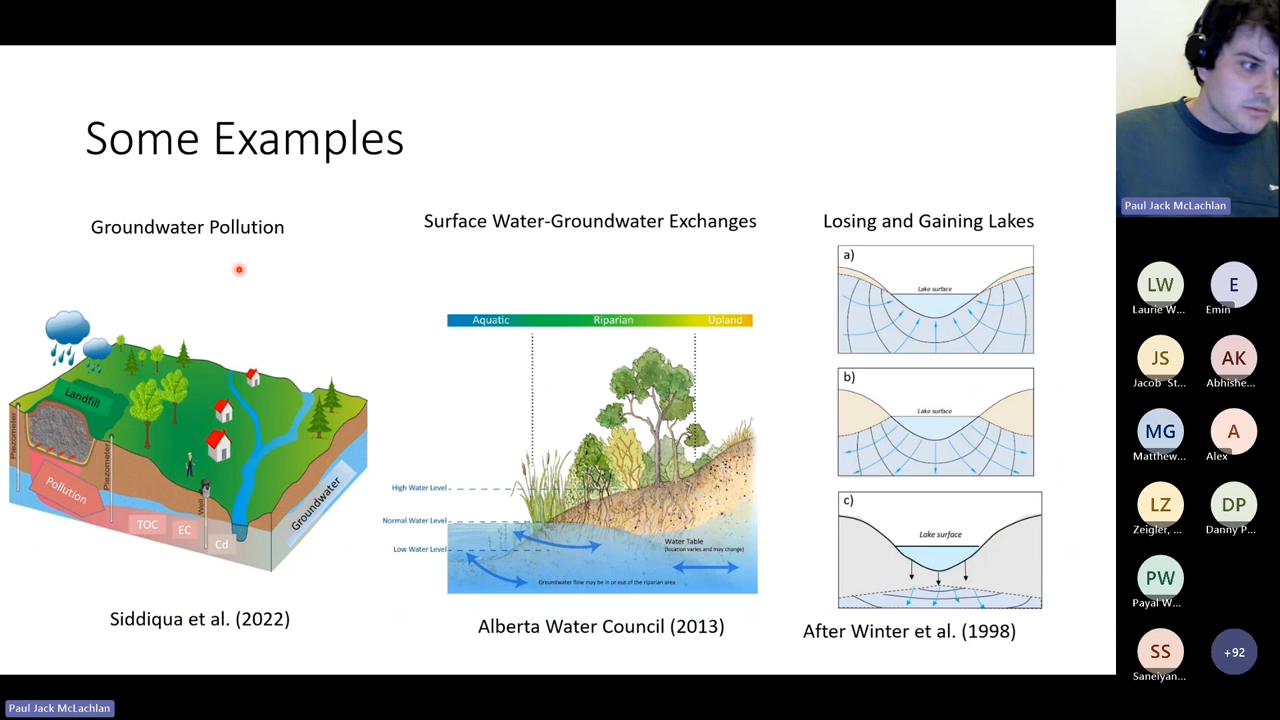 Some Examples
Groundwater Pollution
Landfill
Piezometer
Piezometer
Pollution
Well
TOC
EC
Cd
Groundwater
Siddiqua et al. (2022)
Surface Water-Groundwater Exchanges
Aquatic Riparian Upland
High Water Level
Normal Water Level
Low Water Level
Water Table
(location varies and may change)
Groundwater flow may be in or out of the riparian area
Alberta Water Council (2013)
Losing and Gaining Lakes
a)
Lake surface
b)
Lake surface
c)
Lake surface
After Winter et al. (1998)
Paul Jack McLachlan
LW E
Laurie W... Emin
JS AK
Jacob St... Abhishe...
MG A
Matthew... Alex
LZ DP
Zeigler, ... Danny P...
PW
Payal W...
SS +92
Saneiyan...
Paul Jack McLachlan